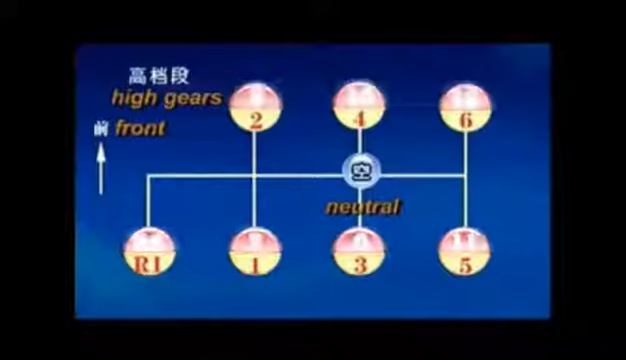 高档段
high gears
前 front
2 4 6
空
neutral
R1 1 3 5